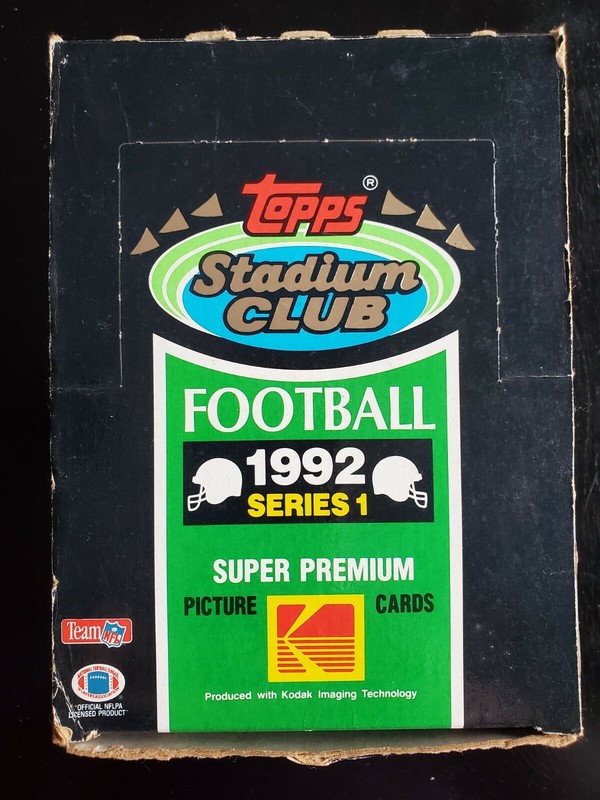 Topps ®
Stadium
CLUB
FOOTBALL
1992
SERIES 1
SUPER PREMIUM
PICTURE CARDS
Produced with Kodak Imaging Technology
Team NFL
"OFFICIAL NFLPA
LICENSED PRODUCT"